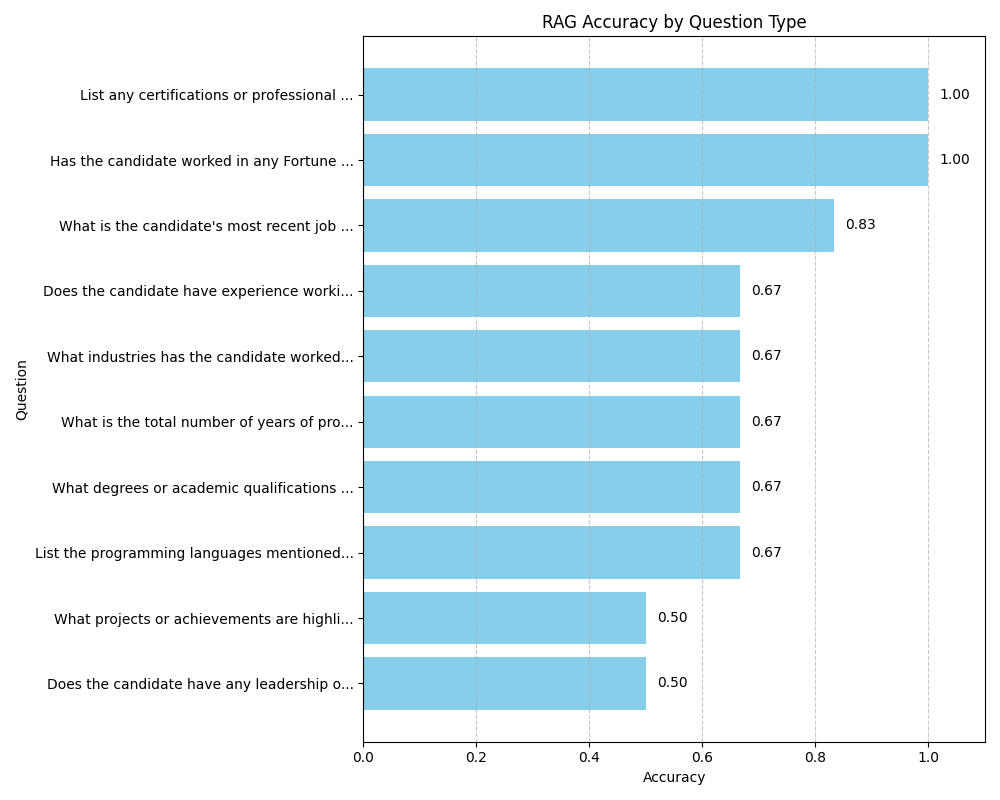 RAG Accuracy by Question Type
List any certifications or professional ...
1.00
Has the candidate worked in any Fortune ...
1.00
What is the candidate's most recent job ...
0.83
Does the candidate have experience worki...
0.67
What industries has the candidate worked...
0.67
What is the total number of years of pro...
0.67
What degrees or academic qualifications ...
0.67
List the programming languages mentioned...
0.67
What projects or achievements are highli...
0.50
Does the candidate have any leadership o...
0.50
Question
0.0 0.2 0.4 0.6 0.8 1.0
Accuracy